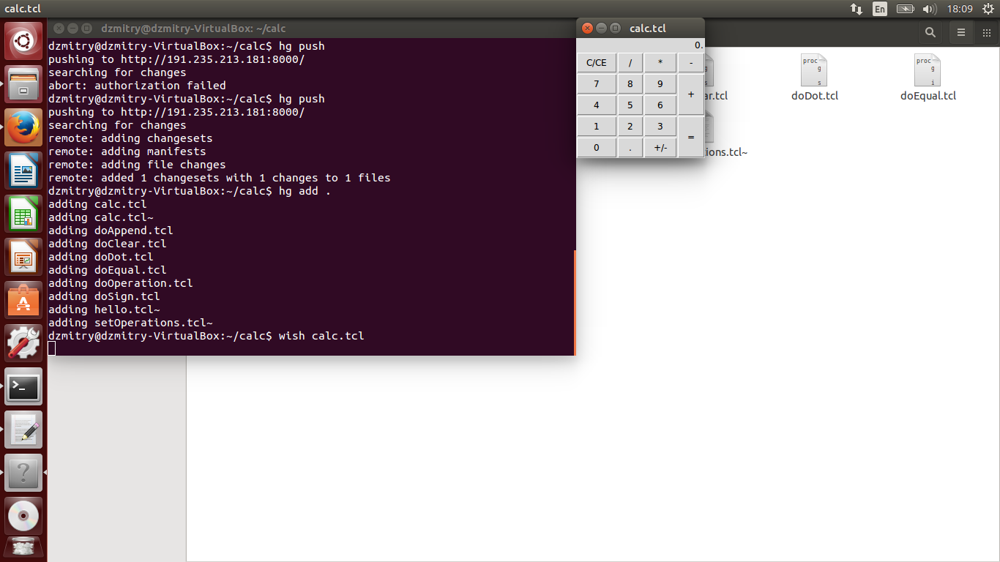 calc.tcl
En
18:09
dzmitry@dzmitry-VirtualBox: ~/calc
dzmitry@dzmitry-VirtualBox:~/calc$ hg push
pushing to http://191.235.213.181:8000/
searching for changes
abort: authorization failed
dzmitry@dzmitry-VirtualBox:~/calc$ hg push
pushing to http://191.235.213.181:8000/
searching for changes
remote: adding changesets
remote: adding manifests
remote: adding file changes
remote: added 1 changesets with 1 changes to 1 files
dzmitry@dzmitry-VirtualBox:~/calc$ hg add .
adding calc.tcl
adding calc.tcl~
adding doAppend.tcl
adding doClear.tcl
adding doDot.tcl
adding doEqual.tcl
adding doOperation.tcl
adding doSign.tcl
adding hello.tcl~
adding setOperations.tcl~
dzmitry@dzmitry-VirtualBox:~/calc$ wish calc.tcl
calc.tcl
0.
C/CE / * -
7 8 9 +
4 5 6
1 2 3 =
0 . +/-
ar.tcl
proc
g
s
doDot.tcl
proc
g
i
doEqual.tcl
ions.tcl~